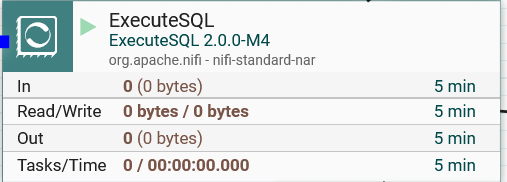 ExecuteSQL
ExecuteSQL 2.0.0-M4
org.apache.nifi - nifi-standard-nar
In 0 (0 bytes) 5 min
Read/Write 0 bytes / 0 bytes 5 min
Out 0 (0 bytes) 5 min
Tasks/Time 0 / 00:00:00.000 5 min